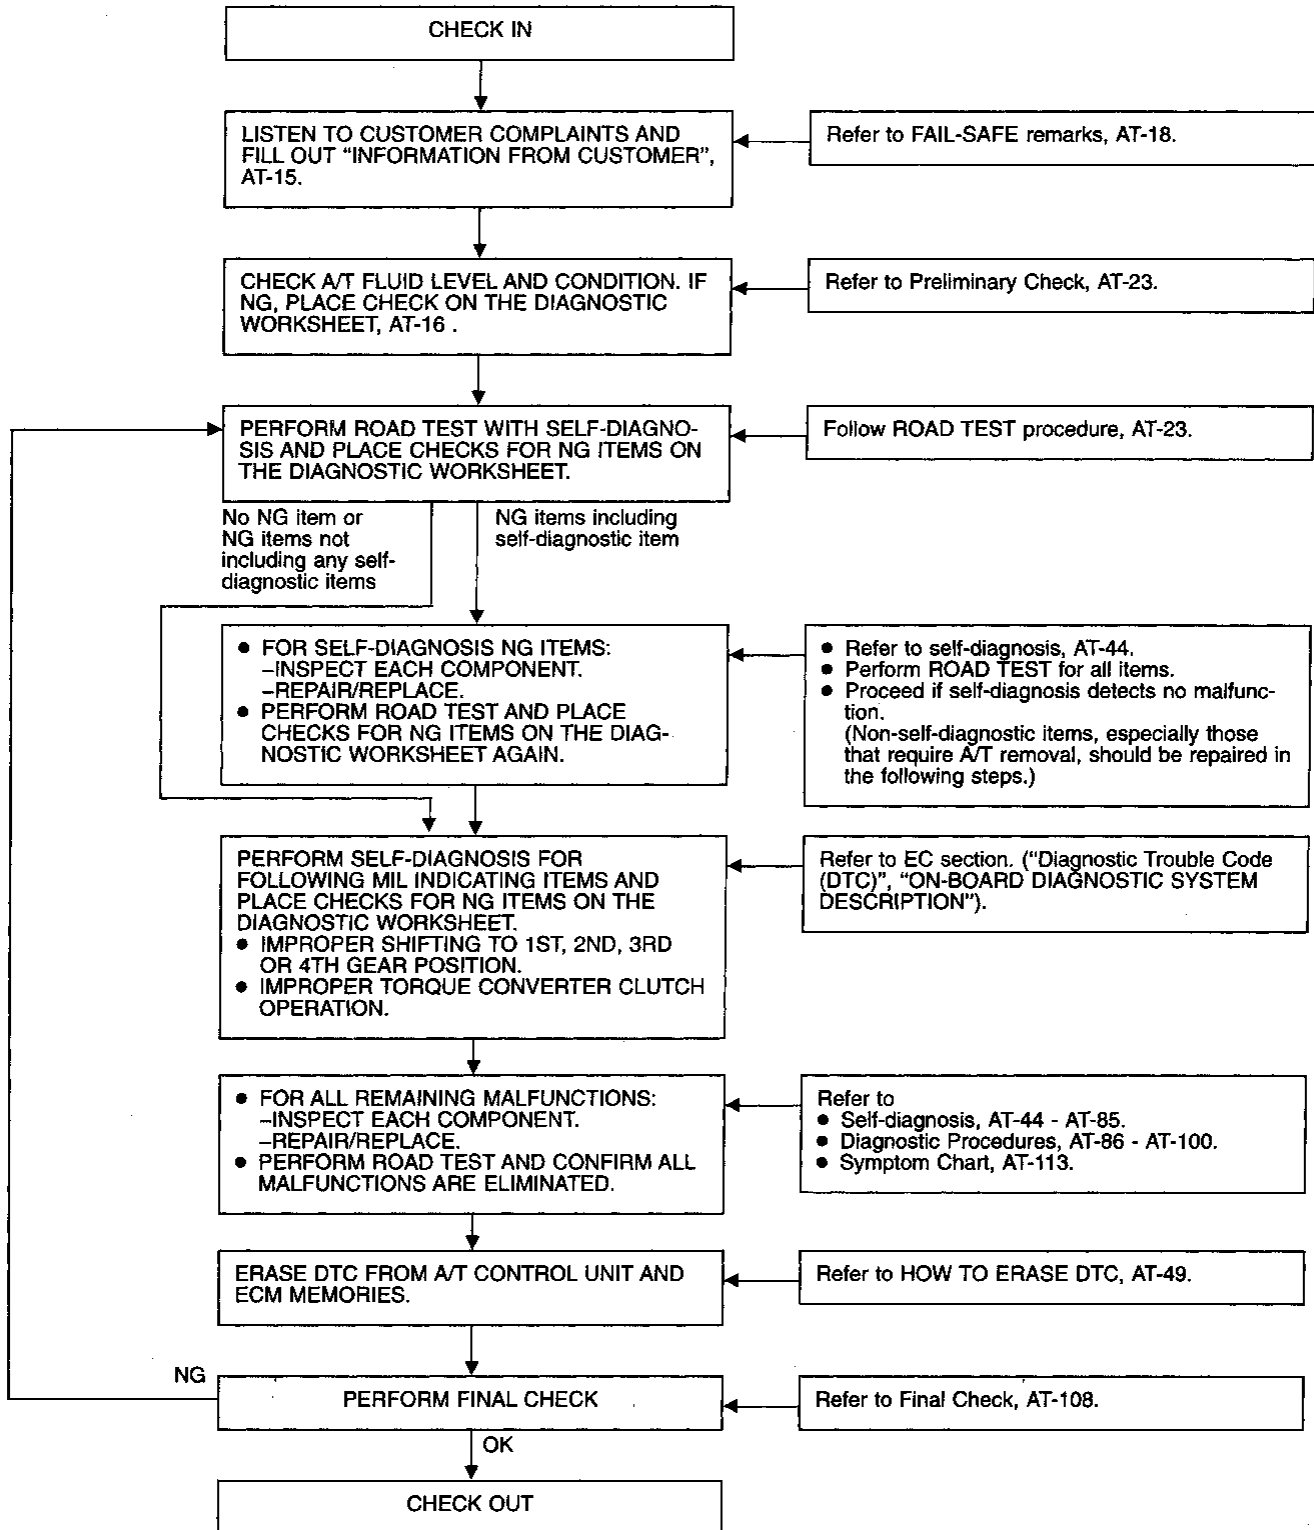 CHECK IN
LISTEN TO CUSTOMER COMPLAINTS AND
FILL OUT “INFORMATION FROM CUSTOMER”,
AT-15.
Refer to FAIL-SAFE remarks, AT-18.
CHECK A/T FLUID LEVEL AND CONDITION. IF
NG, PLACE CHECK ON THE DIAGNOSTIC
WORKSHEET, AT-16 .
Refer to Preliminary Check, AT-23.
PERFORM ROAD TEST WITH SELF-DIAGNO-
SIS AND PLACE CHECKS FOR NG ITEMS ON
THE DIAGNOSTIC WORKSHEET.
Follow ROAD TEST procedure, AT-23.
No NG item or
NG items not
including any self-
diagnostic items
NG items including
self-diagnostic item
● FOR SELF-DIAGNOSIS NG ITEMS:
–INSPECT EACH COMPONENT.
–REPAIR/REPLACE.
● PERFORM ROAD TEST AND PLACE
CHECKS FOR NG ITEMS ON THE DIAG-
NOSTIC WORKSHEET AGAIN.
● Refer to self-diagnosis, AT-44.
● Perform ROAD TEST for all items.
● Proceed if self-diagnosis detects no malfunc-
tion.
(Non-self-diagnostic items, especially those
that require A/T removal, should be repaired in
the following steps.)
PERFORM SELF-DIAGNOSIS FOR
FOLLOWING MIL INDICATING ITEMS AND
PLACE CHECKS FOR NG ITEMS ON THE
DIAGNOSTIC WORKSHEET.
● IMPROPER SHIFTING TO 1ST, 2ND, 3RD
OR 4TH GEAR POSITION.
● IMPROPER TORQUE CONVERTER CLUTCH
OPERATION.
Refer to EC section. (“Diagnostic Trouble Code
(DTC)”, “ON-BOARD DIAGNOSTIC SYSTEM
DESCRIPTION”).
● FOR ALL REMAINING MALFUNCTIONS:
–INSPECT EACH COMPONENT.
–REPAIR/REPLACE.
● PERFORM ROAD TEST AND CONFIRM ALL
MALFUNCTIONS ARE ELIMINATED.
Refer to
● Self-diagnosis, AT-44 - AT-85.
● Diagnostic Procedures, AT-86 - AT-100.
● Symptom Chart, AT-113.
ERASE DTC FROM A/T CONTROL UNIT AND
ECM MEMORIES.
Refer to HOW TO ERASE DTC, AT-49.
NG
PERFORM FINAL CHECK
Refer to Final Check, AT-108.
OK
CHECK OUT